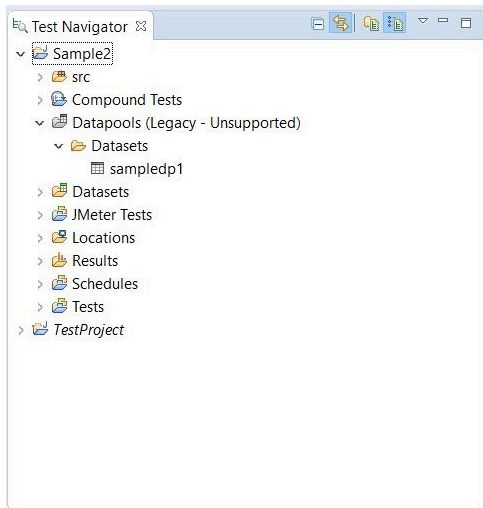 Test Navigator
Sample2
src
Compound Tests
Datapools (Legacy - Unsupported)
Datasets
sampledp1
Datasets
JMeter Tests
Locations
Results
Schedules
Tests
TestProject